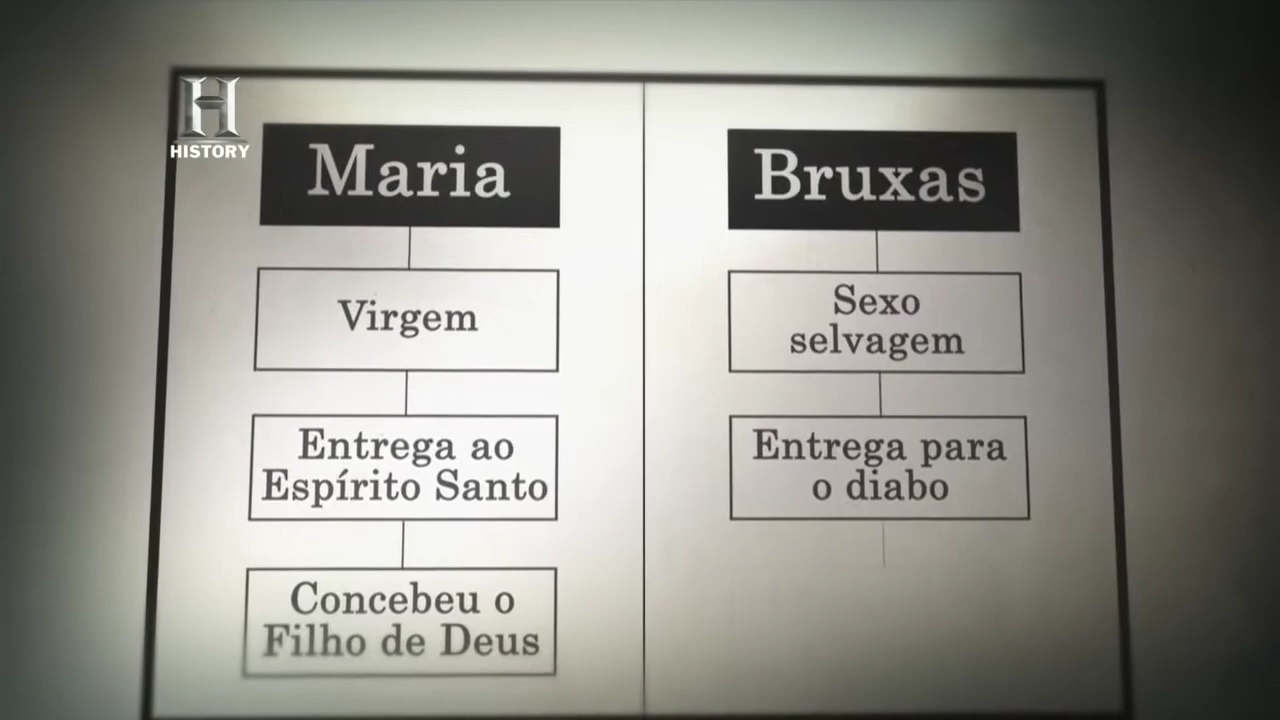 HISTORY
Maria
Virgem
Entrega ao
Espírito Santo
Concebeu o
Filho de Deus
Bruxas
Sexo
selvagem
Entrega para
o diabo